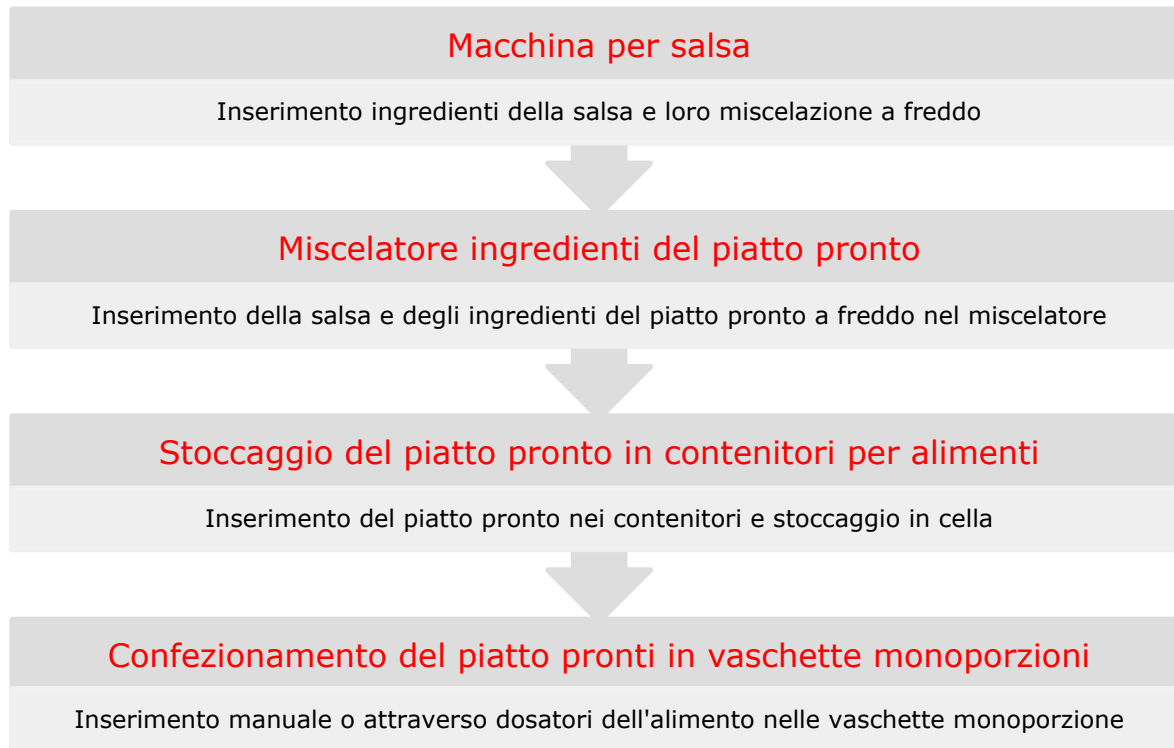 Macchina per salsa
Inserimento ingredienti della salsa e loro miscelazione a freddo
Miscelatore ingredienti del piatto pronto
Inserimento della salsa e degli ingredienti del piatto pronto a freddo nel miscelatore
Stoccaggio del piatto pronto in contenitori per alimenti
Inserimento del piatto pronto nei contenitori e stoccaggio in cella
Confezionamento del piatto pronti in vaschette monoporzioni
Inserimento manuale o attraverso dosatori dell'alimento nelle vaschette monoporzione